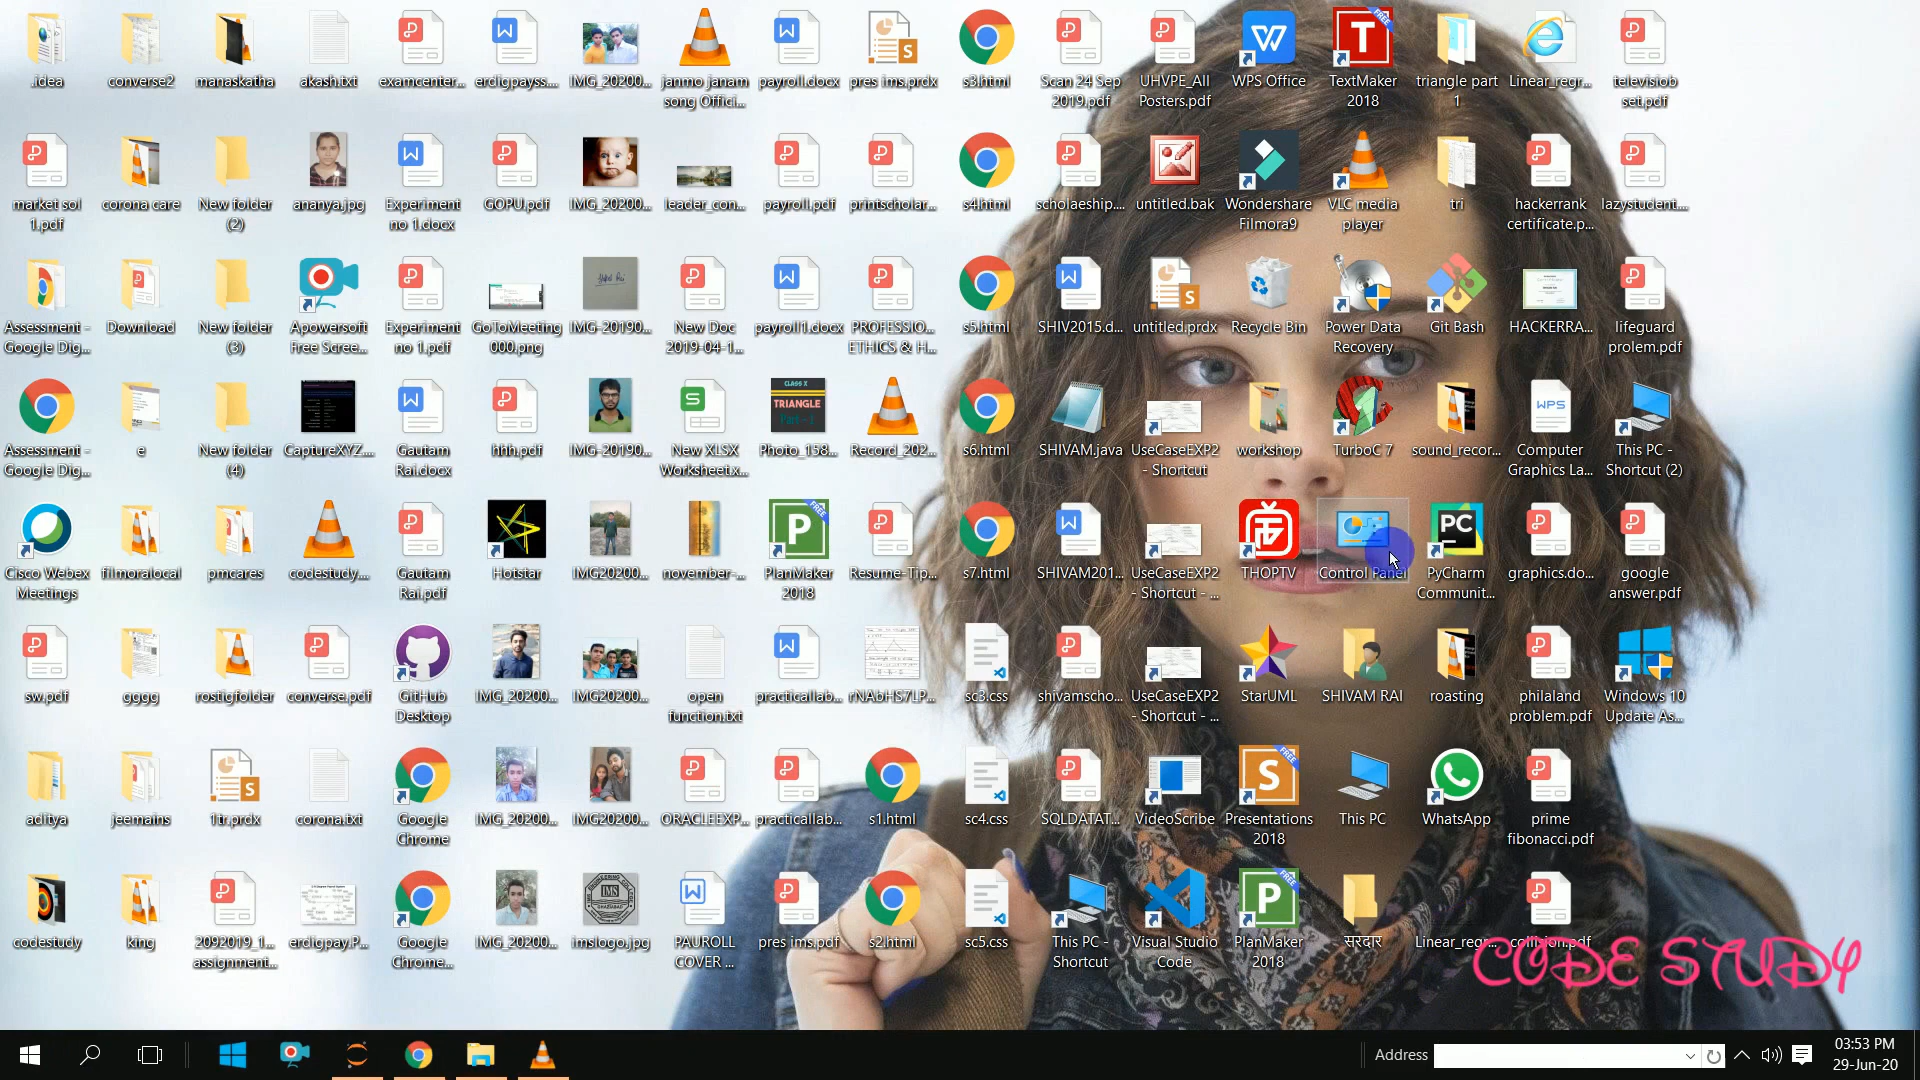 .idea
converse2
manaskatha
akash.txt
examcenter...
erdigpayss....
IMG_20200...
janmo janam
song Offici...
payroll.docx
pres ims.prdx
s3.html
Scan 24 Sep
2019.pdf
UHVPE_All
Posters.pdf
WPS Office
TextMaker
2018
triangle part
1
Linear_regr...
televisiob
set.pdf
market sol
1.pdf
corona care
New folder
(2)
ananya.jpg
Experiment
no 1.docx
GOPU.pdf
IMG_20200...
leader_con...
payroll.pdf
printscholar...
s4.html
scholaeship....
untitled.bak
Wondershare
Filmora9
VLC media
player
tri
hackerrank
certificate.p...
lazystudent....
Assessment -
Google Dig...
Download
New folder
(3)
Apowersoft
Free Scree...
Experiment
no 1.pdf
GoToMeeting
000.png
IMG-20190...
New Doc
2019-04-1...
payroll1.docx
PROFESSIO...
ETHICS & H...
s5.html
SHIV2015.d...
untitled.prdx
Recycle Bin
Power Data
Recovery
Git Bash
HACKERRA...
lifeguard
prolem.pdf
CLASS X
TRIANGLE
Part - 1
WPS
Assessment -
Google Dig...
e
New folder
(4)
CaptureXYZ....
Gautam
Rai.docx
hhh.pdf
IMG-20190...
New XLSX
Worksheet.x...
Photo_158...
Record_202...
s6.html
SHIVAM.java
UseCaseEXP2
- Shortcut
workshop
TurboC 7
sound_recor...
Computer
Graphics La...
This PC -
Shortcut (2)
Cisco Webex
Meetings
filmoralocal
pmcares
codestudy....
Gautam
Rai.pdf
Hotstar
IMG20200...
november-...
PlanMaker
2018
Resume-Tip...
s7.html
SHIVAM201...
UseCaseEXP2
- Shortcut - ...
THOPTV
Control Panel
PyCharm
Communit...
graphics.do...
google
answer.pdf
sw.pdf
gggg
rostigfolder
converse.pdf
GitHub
Desktop
IMG_20200...
IMG20200...
open
function.txt
practicallab...
rNAbHS7LP...
sc3.css
shivamscho...
UseCaseEXP2
- Shortcut - ...
StarUML
SHIVAM RAI
roasting
philaland
problem.pdf
Windows 10
Update As...
aditya
jeemains
1tr.prdx
corona.txt
Google
Chrome
IMG_20200...
IMG20200...
ORACLEEXP...
practicallab...
s1.html
sc4.css
SQLDATAT...
VideoScribe
Presentations
2018
This PC
WhatsApp
prime
fibonacci.pdf
codestudy
king
2092019_1...
assignment...
erdigpay.P...
Google
Chrome...
IMG_20200...
imslogo.jpg
PAUROLL
COVER ...
pres ims.pdf
s2.html
sc5.css
This PC -
Shortcut
Visual Studio
Code
PlanMaker
2018
सरदार
Linear_regr...
collision.pdf
CODE STUDY
Address
03:53 PM
29-Jun-20